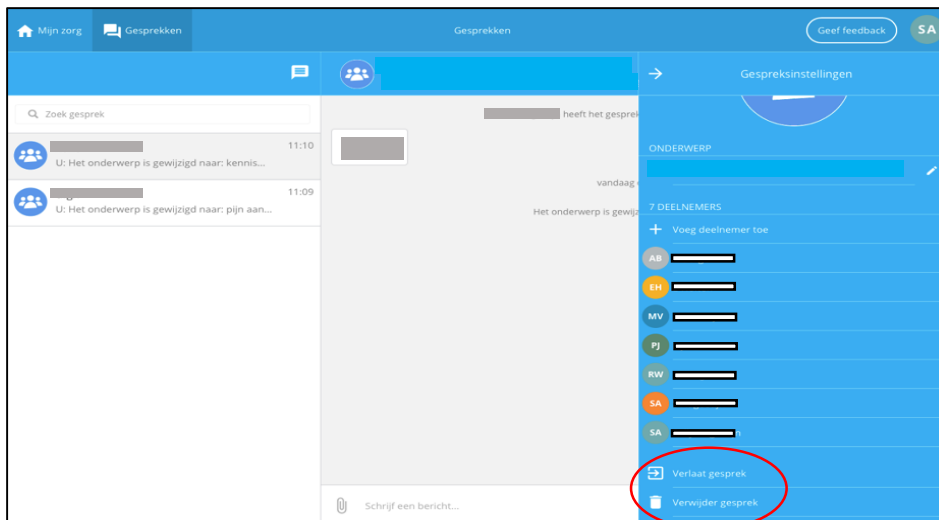 Mijn zorg
Gesprekken
Gesprekken
Geef feedback
SA
Zoek gesprek
11:10
U: Het onderwerp is gewijzigd naar: kennis...
11:09
U: Het onderwerp is gewijzigd naar: pijn aan...
heeft het gesprek
vandaag
Het onderwerp is gewijz
Schrijf een bericht...
Gespreksinstellingen
ONDERWERP
7 DEELNEMERS
Voeg deelnemer toe
AB
EH
MV
PJ
RW
SA
SA
Verlaat gesprek
Verwijder gesprek